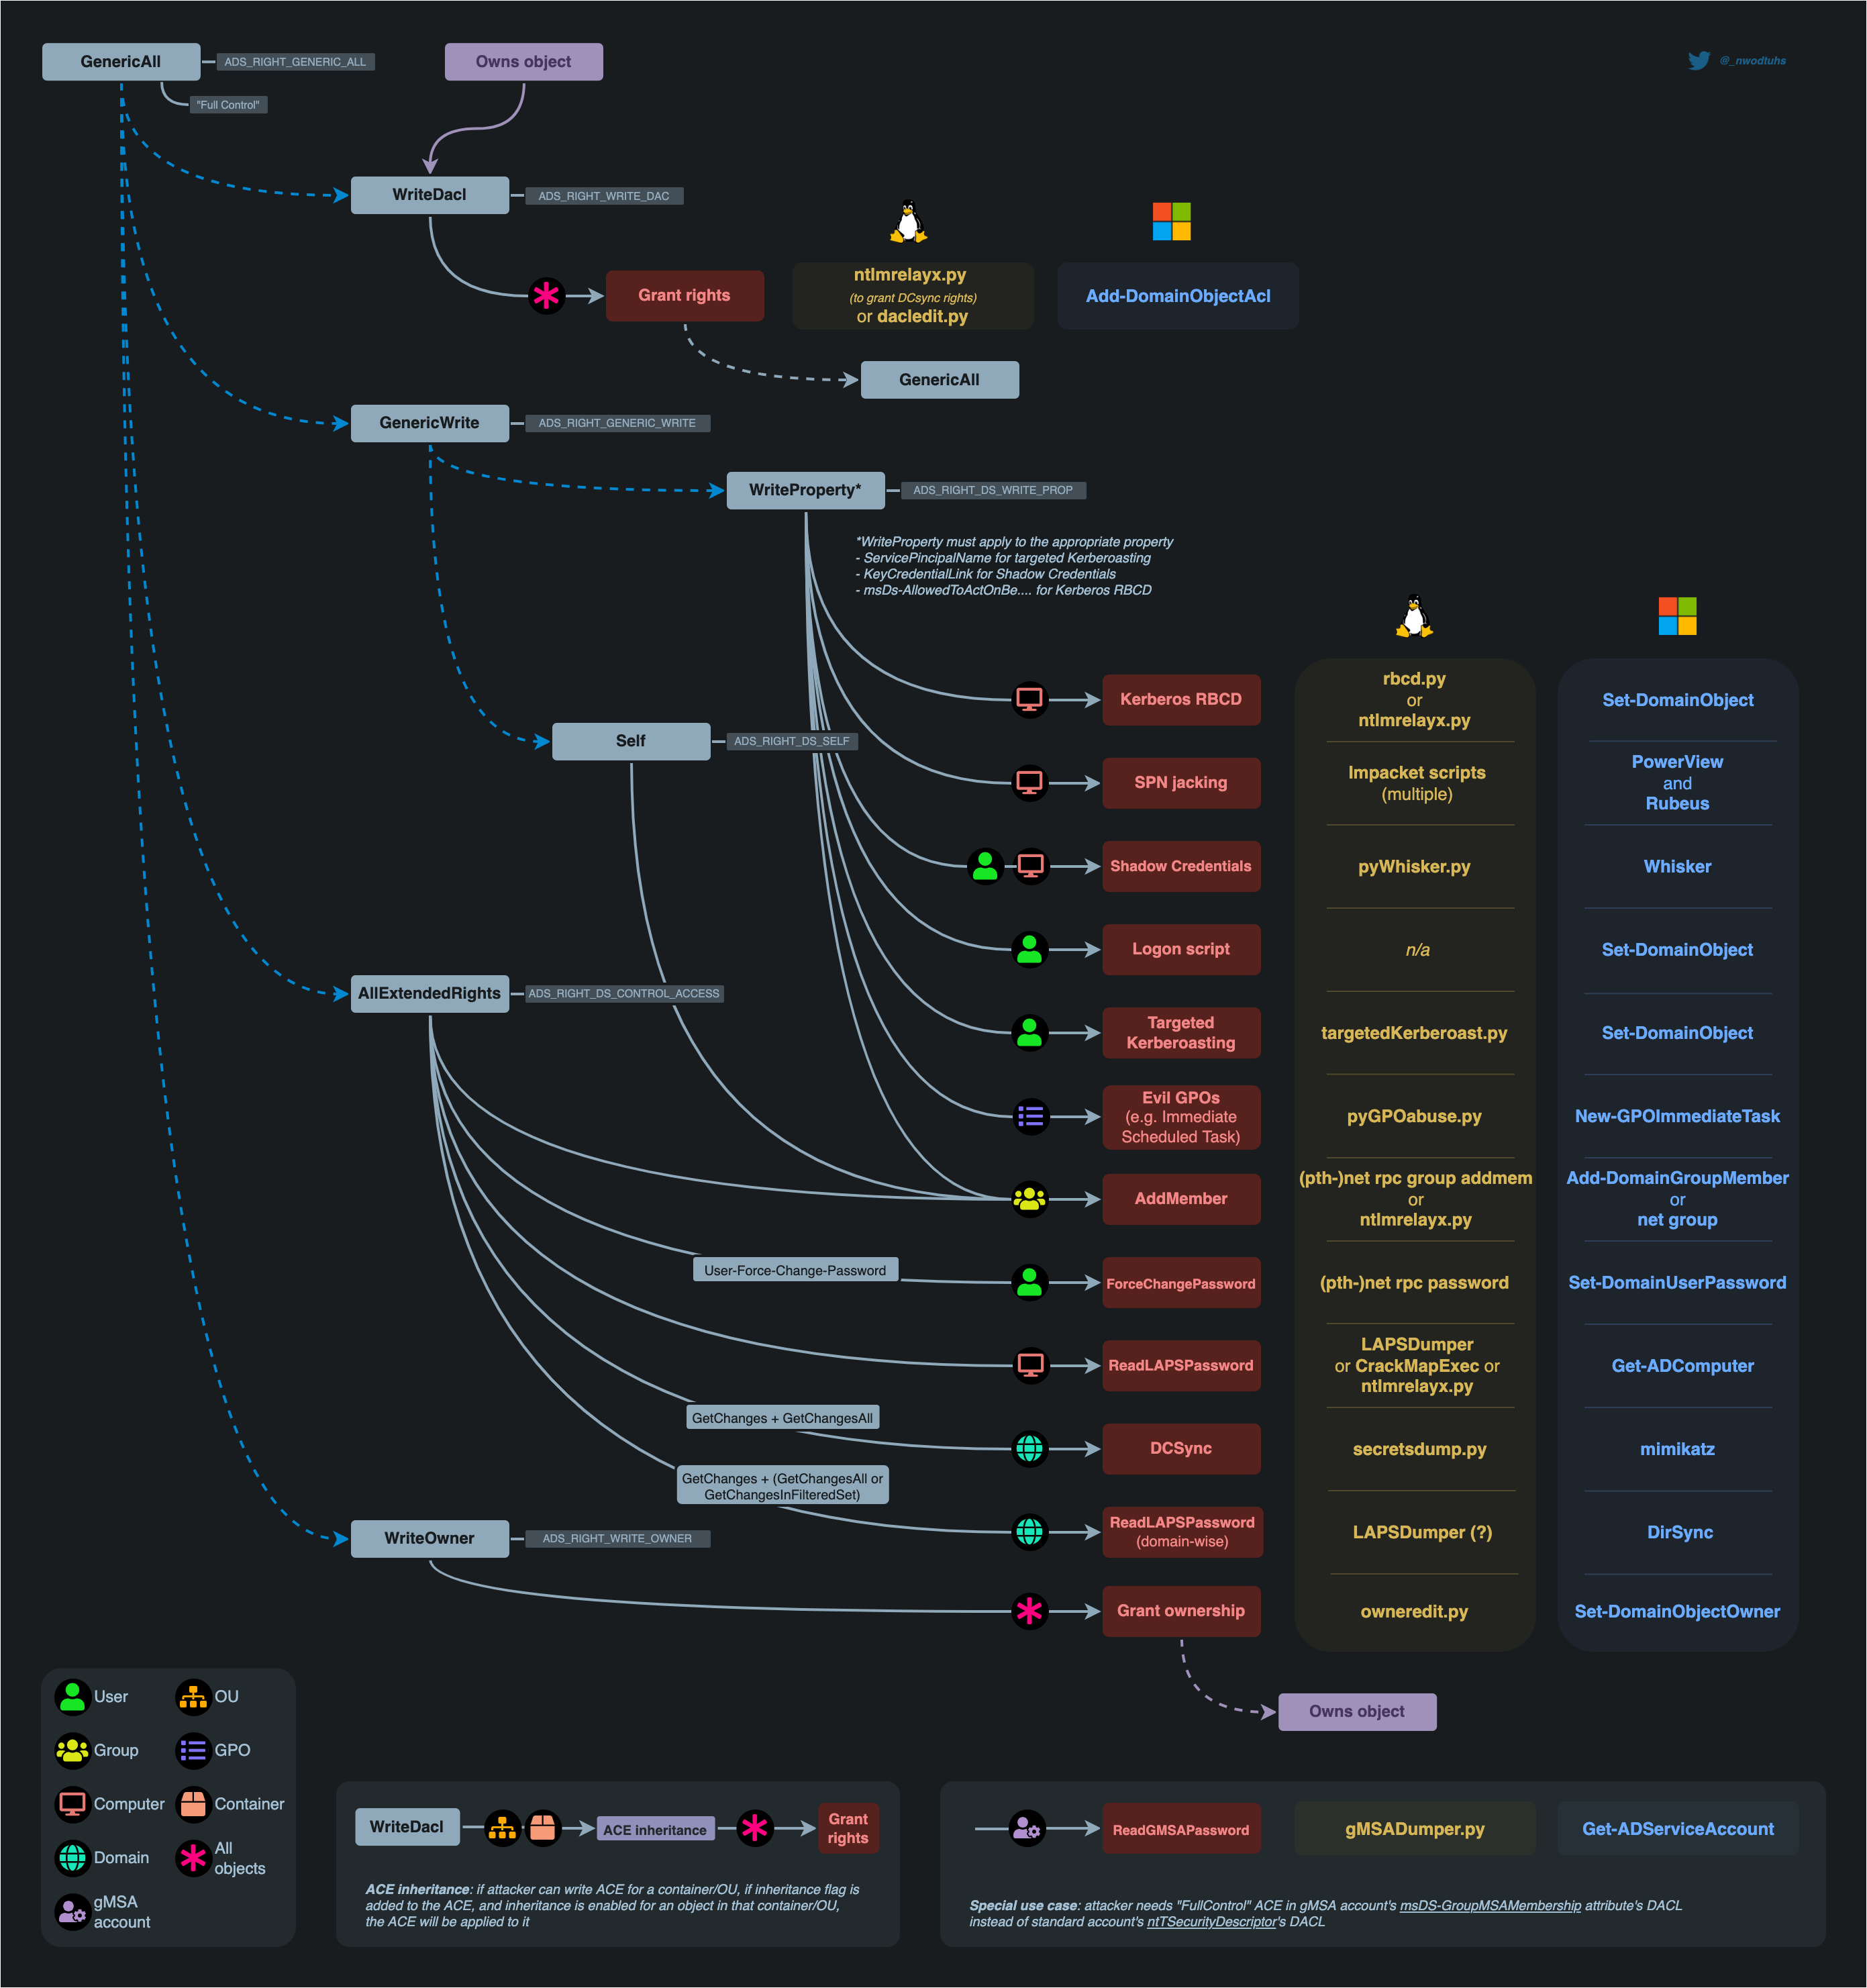 GenericAll
ADS_RIGHT_GENERIC_ALL
"Full Control"
Owns object
@_nwodtuhs
WriteDacl
ADS_RIGHT_WRITE_DAC
Grant rights
ntlmrelayx.py
(to grant DCsync rights)
or dacledit.py
Add-DomainObjectAcl
GenericAll
GenericWrite
ADS_RIGHT_GENERIC_WRITE
WriteProperty*
ADS_RIGHT_DS_WRITE_PROP
*WriteProperty must apply to the appropriate property
- ServicePincipalName for targeted Kerberoasting
- KeyCredentialLink for Shadow Credentials
- msDs-AllowedToActOnBe.... for Kerberos RBCD
Kerberos RBCD
rbcd.py
or
ntlmrelayx.py
Set-DomainObject
Self
ADS_RIGHT_DS_SELF
SPN jacking
Impacket scripts
(multiple)
PowerView
and
Rubeus
Shadow Credentials
pyWhisker.py
Whisker
Logon script
n/a
Set-DomainObject
AllExtendedRights
ADS_RIGHT_DS_CONTROL_ACCESS
Targeted
Kerberoasting
targetedKerberoast.py
Set-DomainObject
Evil GPOs
(e.g. Immediate
Scheduled Task)
pyGPOabuse.py
New-GPOImmediateTask
AddMember
(pth-)net rpc group addmem
or
ntlmrelayx.py
Add-DomainGroupMember
or
net group
User-Force-Change-Password
ForceChangePassword
(pth-)net rpc password
Set-DomainUserPassword
ReadLAPSPassword
LAPSDumper
or CrackMapExec or
ntlmrelayx.py
Get-ADComputer
GetChanges + GetChangesAll
DCSync
secretsdump.py
mimikatz
GetChanges + (GetChangesAll or
GetChangesInFilteredSet)
ReadLAPSPassword
(domain-wise)
LAPSDumper (?)
DirSync
WriteOwner
ADS_RIGHT_WRITE_OWNER
Grant ownership
owneredit.py
Set-DomainObjectOwner
Owns object
User
OU
Group
GPO
Computer
Container
Domain
All
objects
gMSA
account
WriteDacl
ACE inheritance
Grant
rights
ACE inheritance: if attacker can write ACE for a container/OU, if inheritance flag is
added to the ACE, and inheritance is enabled for an object in that container/OU,
the ACE will be applied to it
ReadGMSAPassword
gMSADumper.py
Get-ADServiceAccount
Special use case: attacker needs "FullControl" ACE in gMSA account's msDS-GroupMSAMembership attribute's DACL
instead of standard account's ntTSecurityDescriptor's DACL